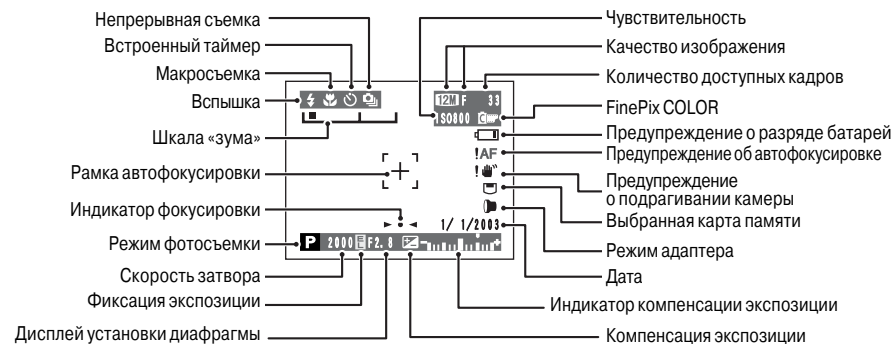 Непрерывная съемка
Встроенный таймер
Макросъемка
Вспышка
Шкала «зума»
Рамка автофокусировки
Индикатор фокусировки
Режим фотосъемки
Скорость затвора
Фиксация экспозиции
Дисплей установки диафрагмы
12M F 33
ISO800
!AF
!
1/ 1/2003
P 2000 F2.8
Чувствительность
Качество изображения
Количество доступных кадров
FinePix COLOR
Предупреждение о разряде батарей
Предупреждение об автофокусировке
Предупреждение
о подрагивании камеры
Выбранная карта памяти
Режим адаптера
Дата
Индикатор компенсации экспозиции
Компенсация экспозиции